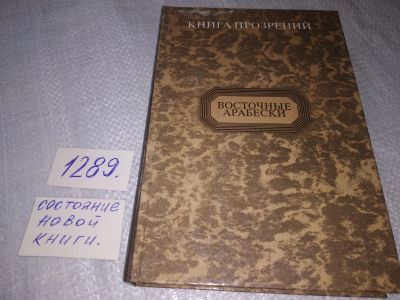 КНИГА ПРОЗРЕНИЙ
ВОСТОЧНЫЕ
АРАБЕСКИ
1289.
состояние
новой
книги.